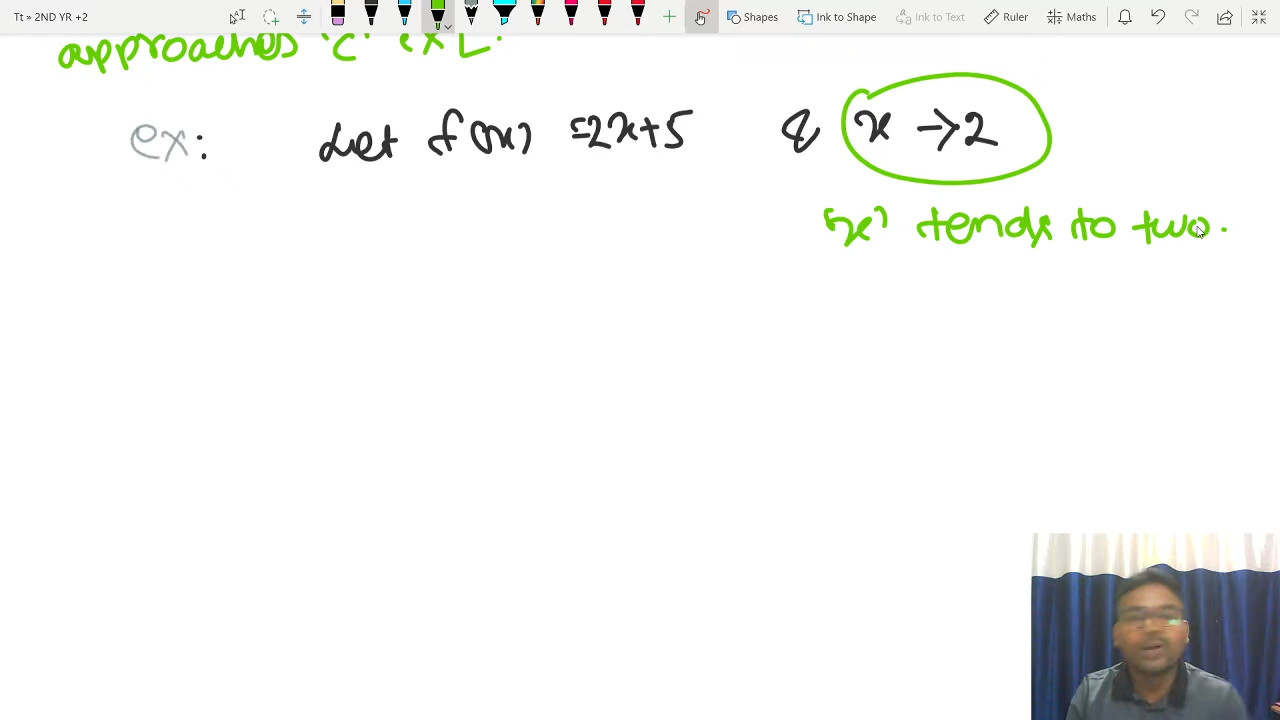 Tt » 2ND YR +2
Shapes Ink to Shape Ink to Text Ruler Maths
approaches 'c' is L.
ex: Let f(x) =2x+5 & x →2
'x' tends to two.